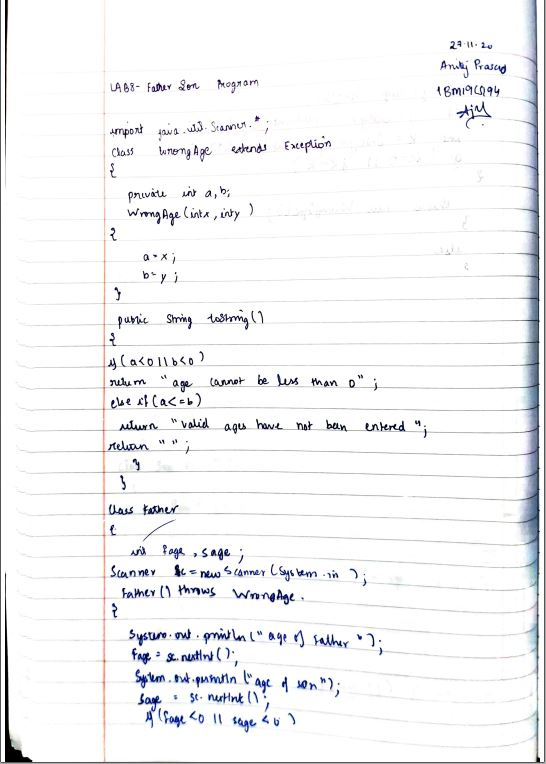 27.11.20
Anuj Prasad
1BM19CS194
LAB8- Father Son Program
import java.util.Scanner.*;
Class WrongAge extends Exception
{
private int a, b;
WrongAge (int x, int y )
{
a = x ;
b = y ;
}
public String toString()
{
if (a<0 || b<0 )
return "age cannot be less than 0" ;
else if (a<=b)
return "valid ages have not been entered ";
return " " ;
}
}
Class Father
{
int fage , sage ;
Scanner sc = new Scanner (System.in );
Father () throws WrongAge .
{
System.out.println (" age of father ");
fage = sc.nextInt ();
System.out.println ("age of son");
sage = sc.nextInt () ;
if (fage <0 || sage <0 )